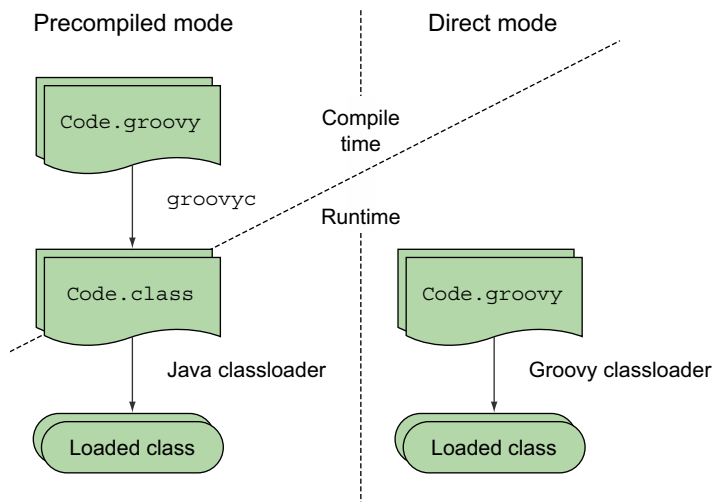 Precompiled mode
Direct mode
Code.groovy
Compile
time
groovyc
Runtime
Code.class
Code.groovy
Java classloader
Groovy classloader
Loaded class
Loaded class